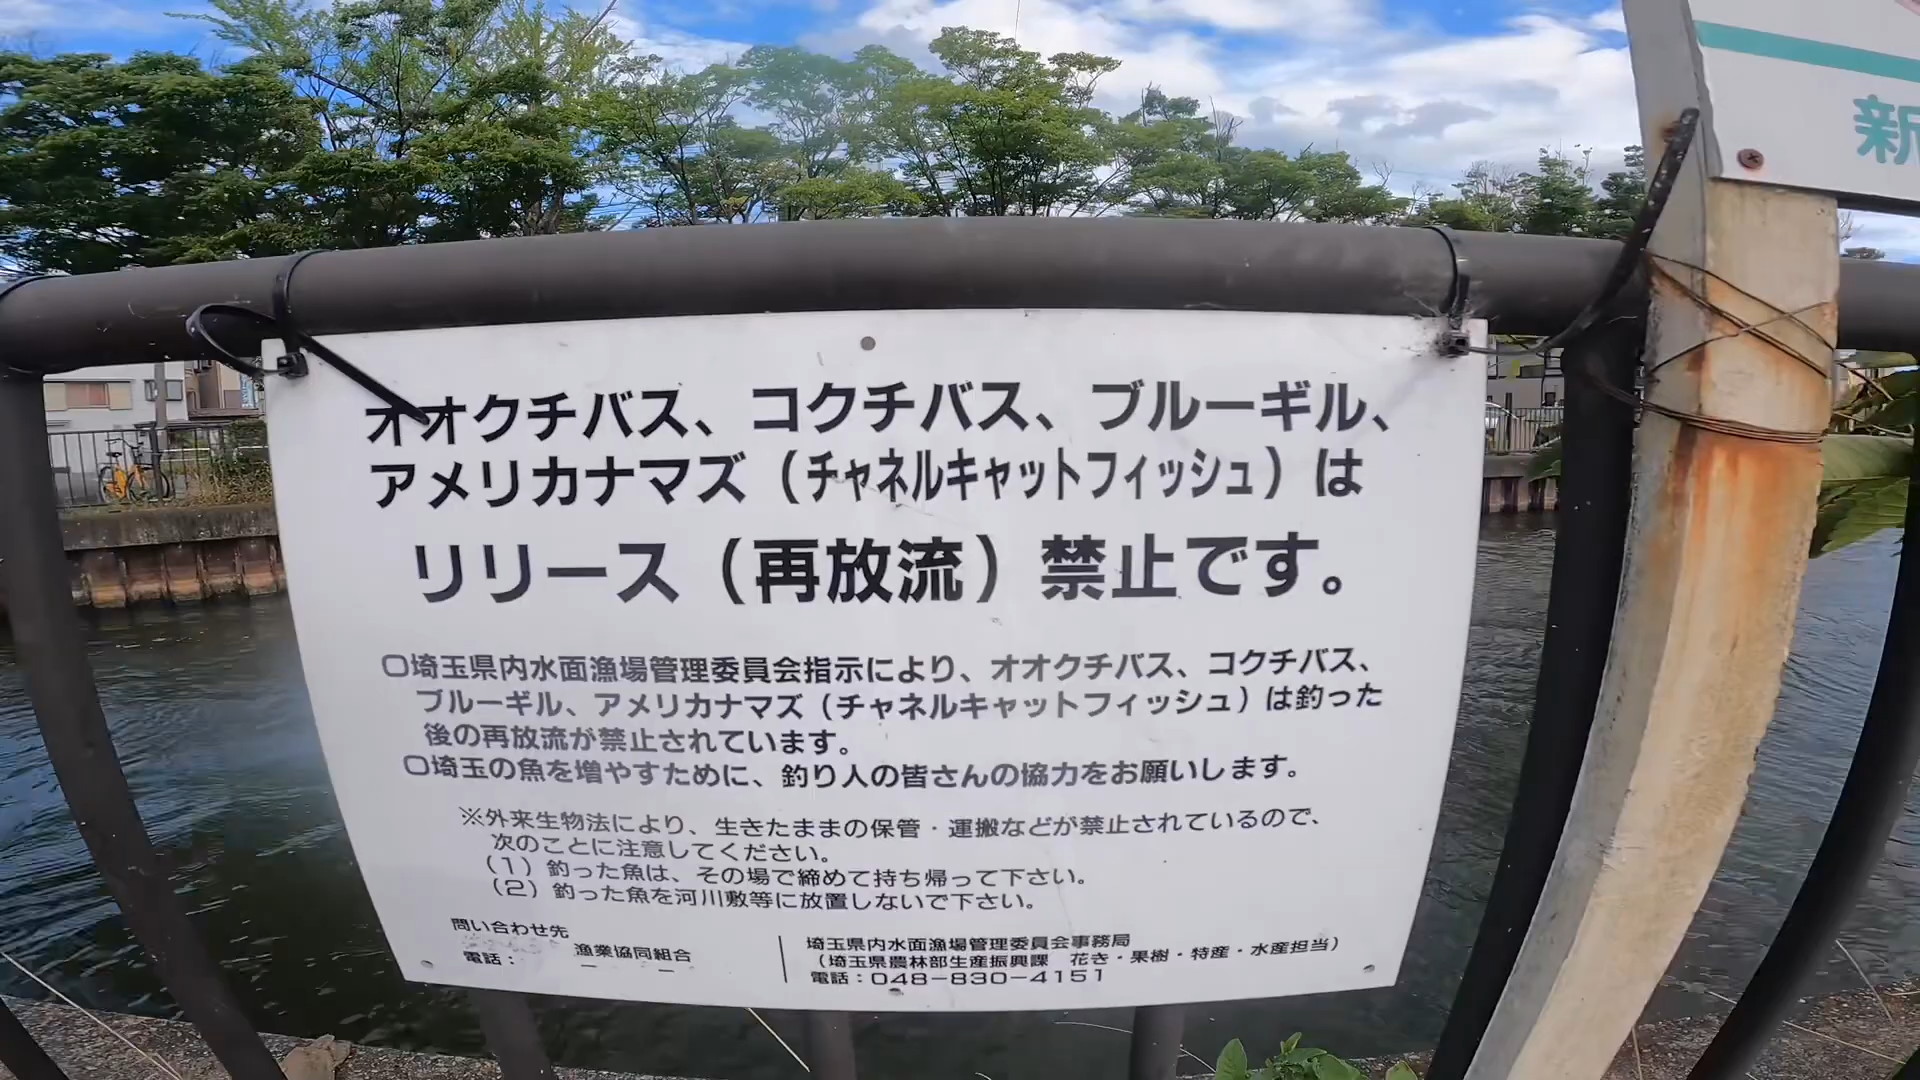 新
オオクチバス、コクチバス、ブルーギル、
アメリカナマズ（チャネルキャットフィッシュ）は
リリース（再放流）禁止です。
○埼玉県内水面漁場管理委員会指示により、オオクチバス、コクチバス、
ブルーギル、アメリカナマズ（チャネルキャットフィッシュ）は釣った
後の再放流が禁止されています。
○埼玉の魚を増やすために、釣り人の皆さんの協力をお願いします。
※外来生物法により、生きたままの保管・運搬などが禁止されているので、
次のことに注意してください。
（1）釣った魚は、その場で締めて持ち帰って下さい。
（2）釣った魚を河川敷等に放置しないで下さい。
問い合わせ先
漁業協同組合
電話：　－　－
埼玉県内水面漁場管理委員会事務局
（埼玉県農林部生産振興課　花き・果樹・特産・水産担当）
電話：048－830－4151